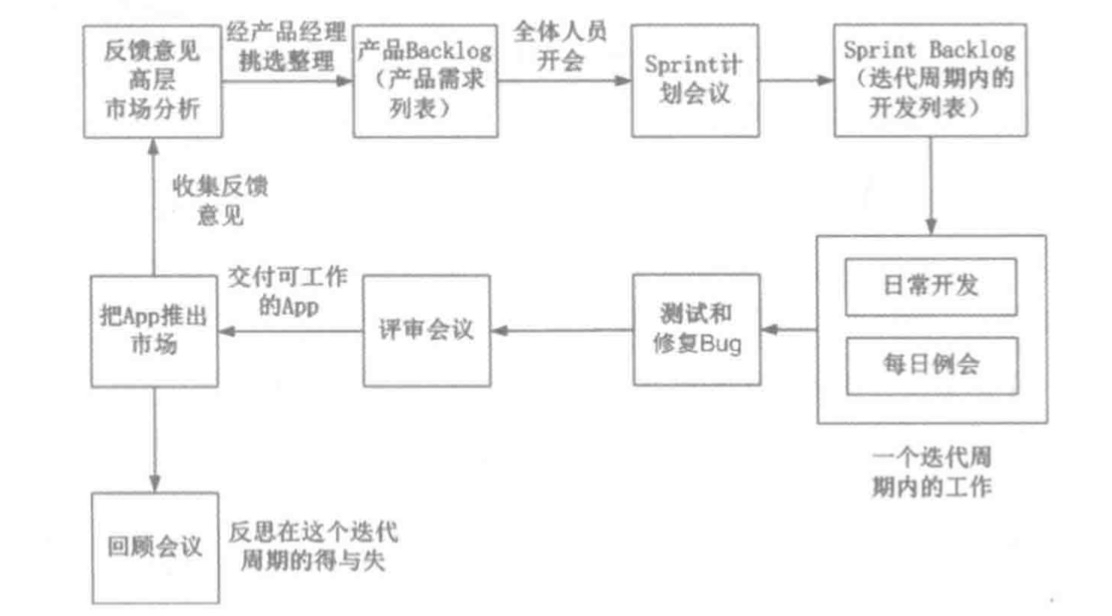 反馈意见
高层
市场分析
经产品经理
挑选整理
产品Backlog
（产品需求
列表）
全体人员
开会
Sprint计
划会议
Sprint Backlog
（迭代周期内的
开发列表）
收集反馈
意见
把App推出
市场
交付可工作
的App
评审会议
测试和
修复Bug
日常开发
每日例会
一个迭代周
期内的工作
回顾会议
反思在这个迭代
周期的得与失